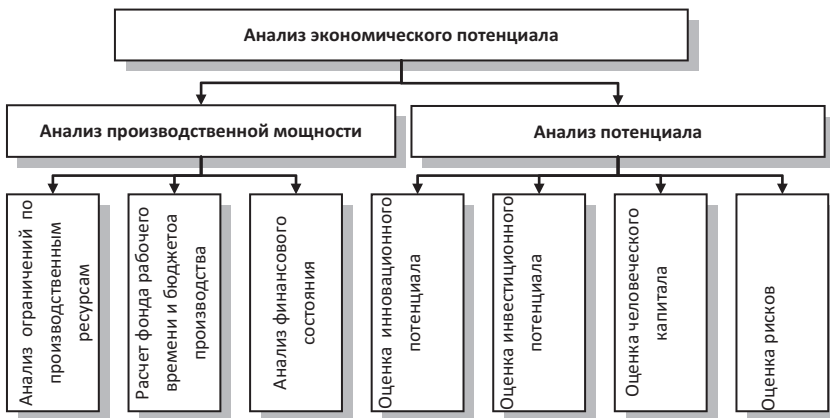 Анализ экономического потенциала
Анализ производственной мощности
Анализ потенциала
Анализ ограничений по
производственным
ресурсам
Расчет фонда рабочего
времени и бюджетоа
производства
Анализ финансового
состояния
Оценка инновационного
потенциала
Оценка инвестиционного
потенциала
Оценка человеческого
капитала
Оценка рисков